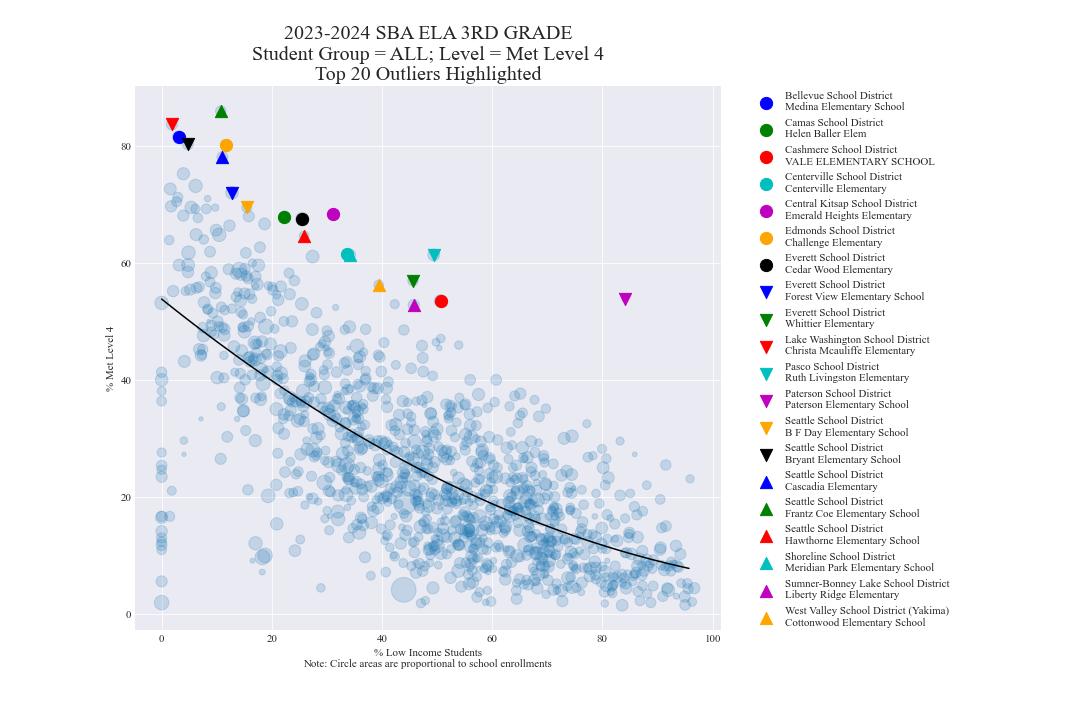 2023-2024 SBA ELA 3RD GRADE
Student Group = ALL; Level = Met Level 4
Top 20 Outliers Highlighted
% Met Level 4
80
60
40
20
0
0 20 40 60 80 100
% Low Income Students
Note: Circle areas are proportional to school enrollments
Bellevue School District
Medina Elementary School
Camas School District
Helen Baller Elem
Cashmere School District
VALE ELEMENTARY SCHOOL
Centerville School District
Centerville Elementary
Central Kitsap School District
Emerald Heights Elementary
Edmonds School District
Challenge Elementary
Everett School District
Cedar Wood Elementary
Everett School District
Forest View Elementary School
Everett School District
Whittier Elementary
Lake Washington School District
Christa Mcauliffe Elementary
Pasco School District
Ruth Livingston Elementary
Paterson School District
Paterson Elementary School
Seattle School District
B F Day Elementary School
Seattle School District
Bryant Elementary School
Seattle School District
Cascadia Elementary
Seattle School District
Frantz Coe Elementary School
Seattle School District
Hawthorne Elementary School
Shoreline School District
Meridian Park Elementary School
Sumner-Bonney Lake School District
Liberty Ridge Elementary School
West Valley School District (Yakima)
Cottonwood Elementary School